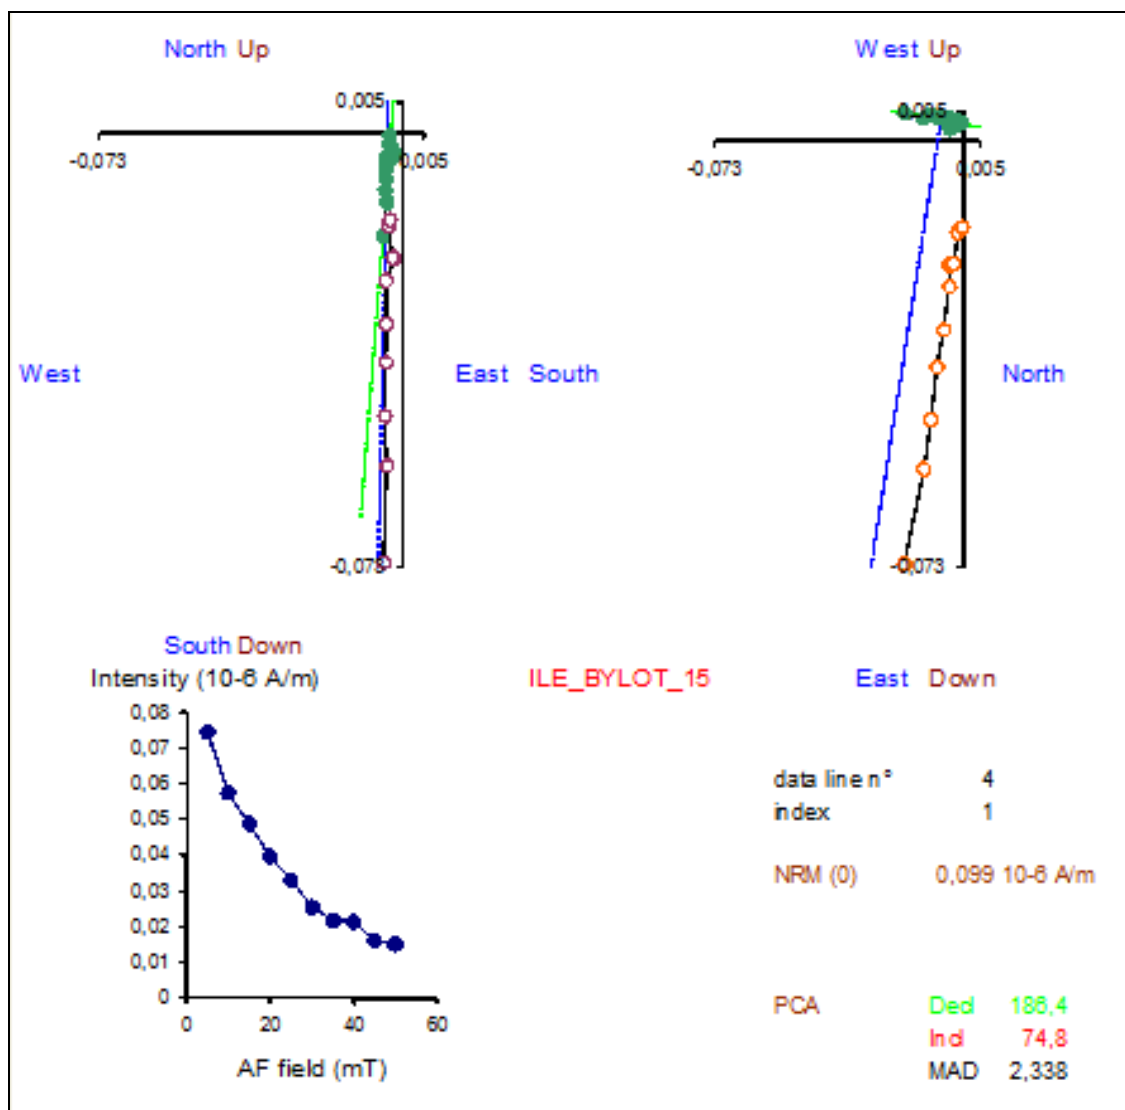 North Up
West Up
0,005
0,005
-0,073
0,005
-0,073
0,005
West
East
South
North
-0,073
-0,073
South Down
Intensity (10-6 A/m)
ILE_BYLOT_15
East Down
0,08
0,07
0,06
0,05
0,04
0,03
0,02
0,01
0
0 20 40 60
AF field (mT)
data line n° 4
index 1
NRM (0) 0,099 10-6 A/m
PCA Decl 186,4
Incl 74,8
MAD 2,338